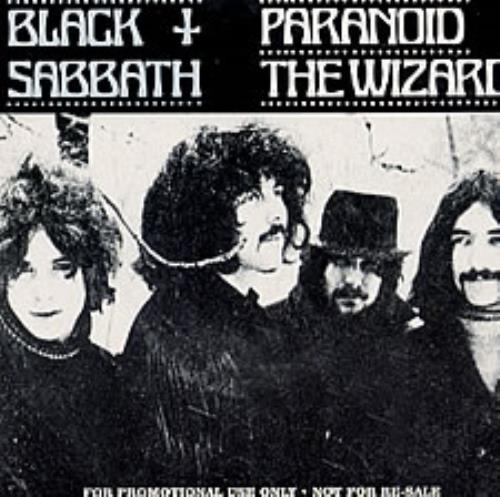 BLACK ✝ PARANOID
SABBATH THE WIZARD
FOR PROMOTIONAL USE ONLY • NOT FOR RE-SALE